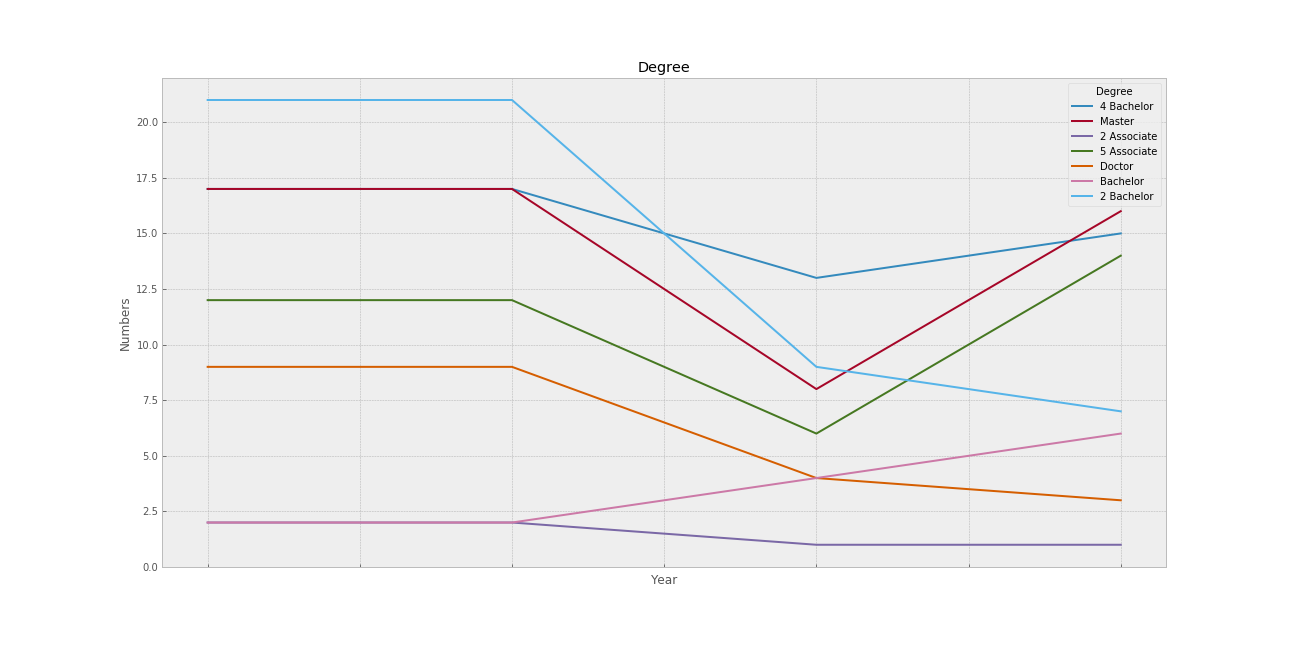 Degree
Degree
4 Bachelor
Master
2 Associate
5 Associate
Doctor
Bachelor
2 Bachelor
20.0
17.5
15.0
12.5
10.0
7.5
5.0
2.5
0.0
Numbers
Year